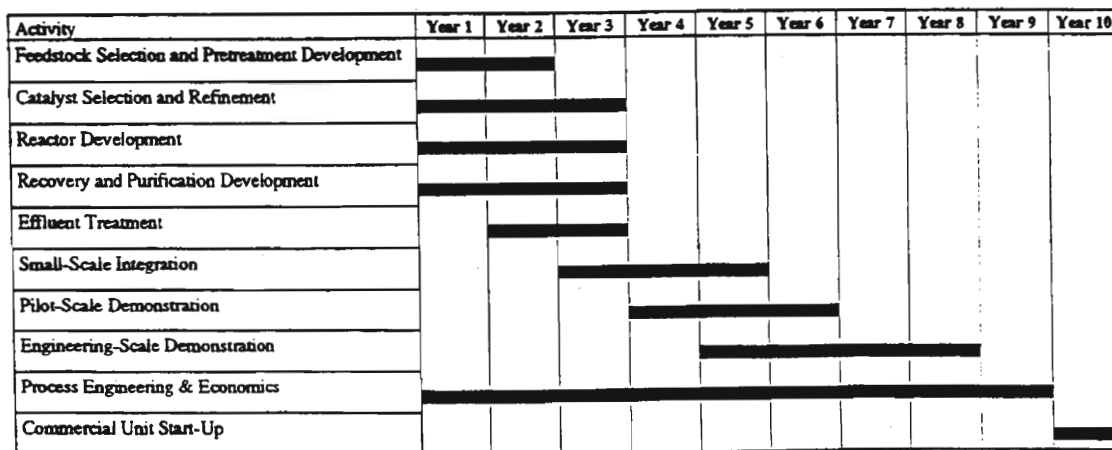 Activity Year 1 Year 2 Year 3 Year 4 Year 5 Year 6 Year 7 Year 8 Year 9 Year 10
Feedstock Selection and Pretreatment Development
Catalyst Selection and Refinement
Reactor Development
Recovery and Purification Development
Effluent Treatment
Small-Scale Integration
Pilot-Scale Demonstration
Engineering-Scale Demonstration
Process Engineering & Economics
Commercial Unit Start-Up